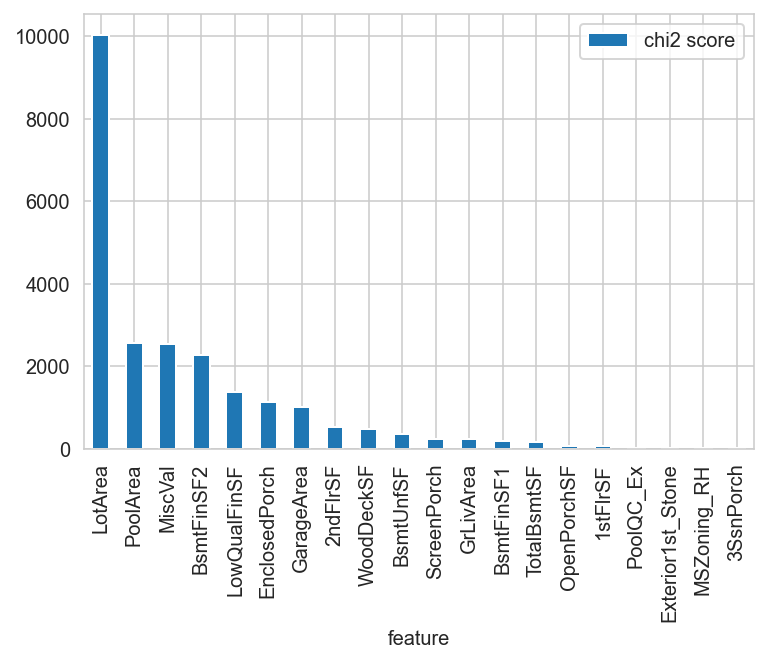 chi2 score
10000
8000
6000
4000
2000
0
LotArea
PoolArea
MiscVal
BsmtFinSF2
LowQualFinSF
EnclosedPorch
GarageArea
2ndFlrSF
WoodDeckSF
BsmtUnfSF
ScreenPorch
GrLivArea
BsmtFinSF1
TotalBsmtSF
OpenPorchSF
1stFlrSF
PoolQC_Ex
Exterior1st_Stone
MSZoning_RH
3SsnPorch
feature